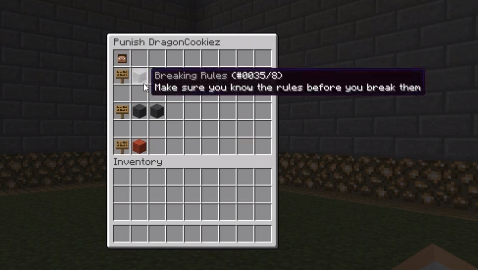 Punish DragonCookiez
Breaking Rules (#0035/8)
Make sure you know the rules before you break them
Inventory